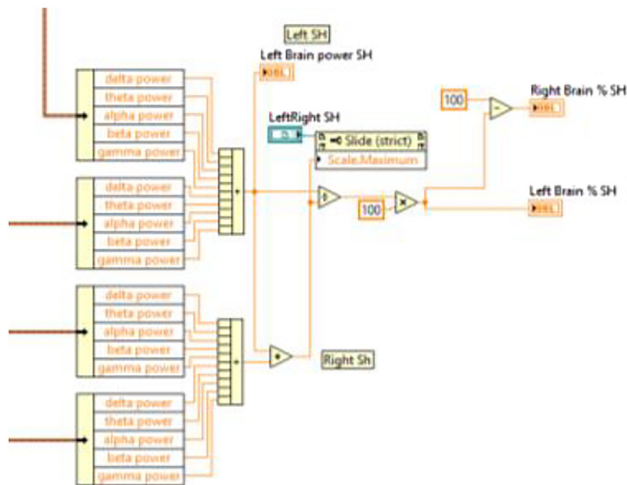 Left SH
Left Brain power SH
delta power
theta power
alpha power
beta power
gamma power
100
Right Brain % SH
LeftRight SH
Slide (strict)
Scale.Maximum
delta power
theta power
alpha power
beta power
gamma power
100
Left Brain % SH
delta power
theta power
alpha power
beta power
gamma power
Right Sh
delta power
theta power
alpha power
beta power
gamma power